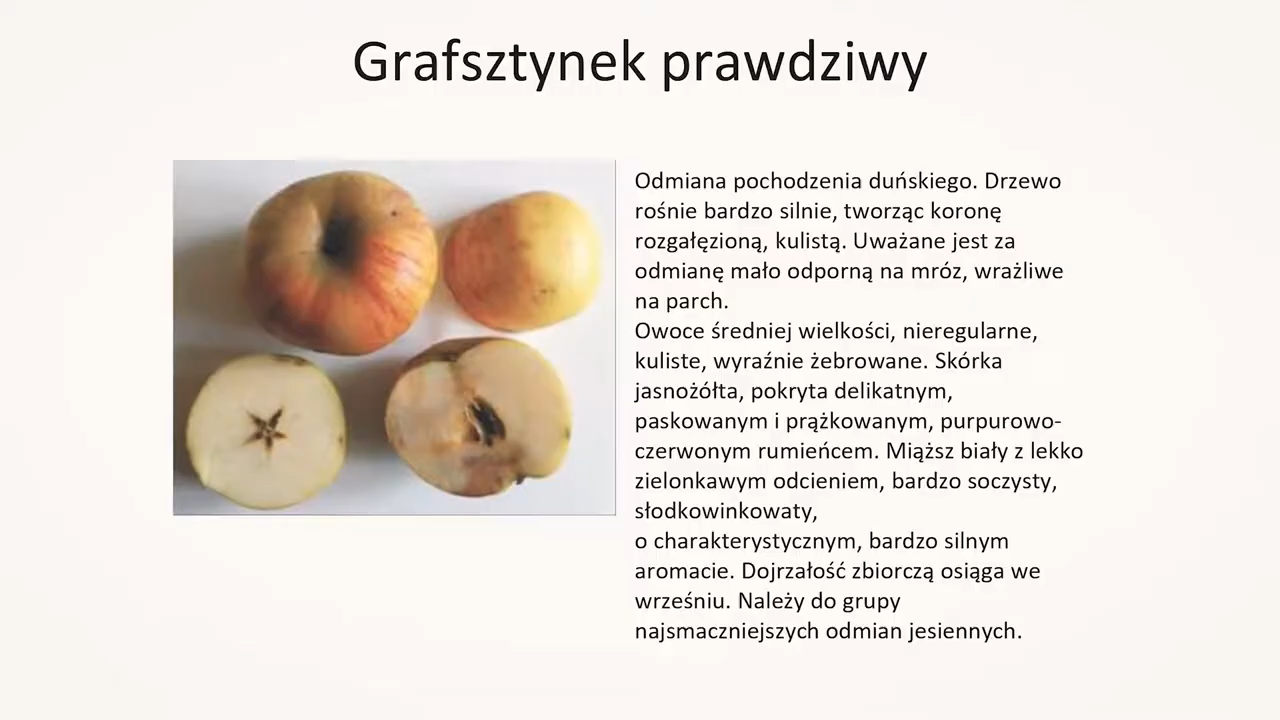 Grafsztynek prawdziwy
Odmiana pochodzenia duńskiego. Drzewo
rośnie bardzo silnie, tworząc koronę
rozgałęzioną, kulistą. Uważane jest za
odmianę mało odporną na mróz, wrażliwe
na parch.
Owoce średniej wielkości, nieregularne,
kuliste, wyraźnie żebrowane. Skórka
jasnożółta, pokryta delikatnym,
paskowanym i prążkowanym, purpurowo-
czerwonym rumieńcem. Miąższ biały z lekko
zielonkawym odcieniem, bardzo soczysty,
słodkowinkowaty,
o charakterystycznym, bardzo silnym
aromacie. Dojrzałość zbiorczą osiąga we
wrześniu. Należy do grupy
najsmaczniejszych odmian jesiennych.